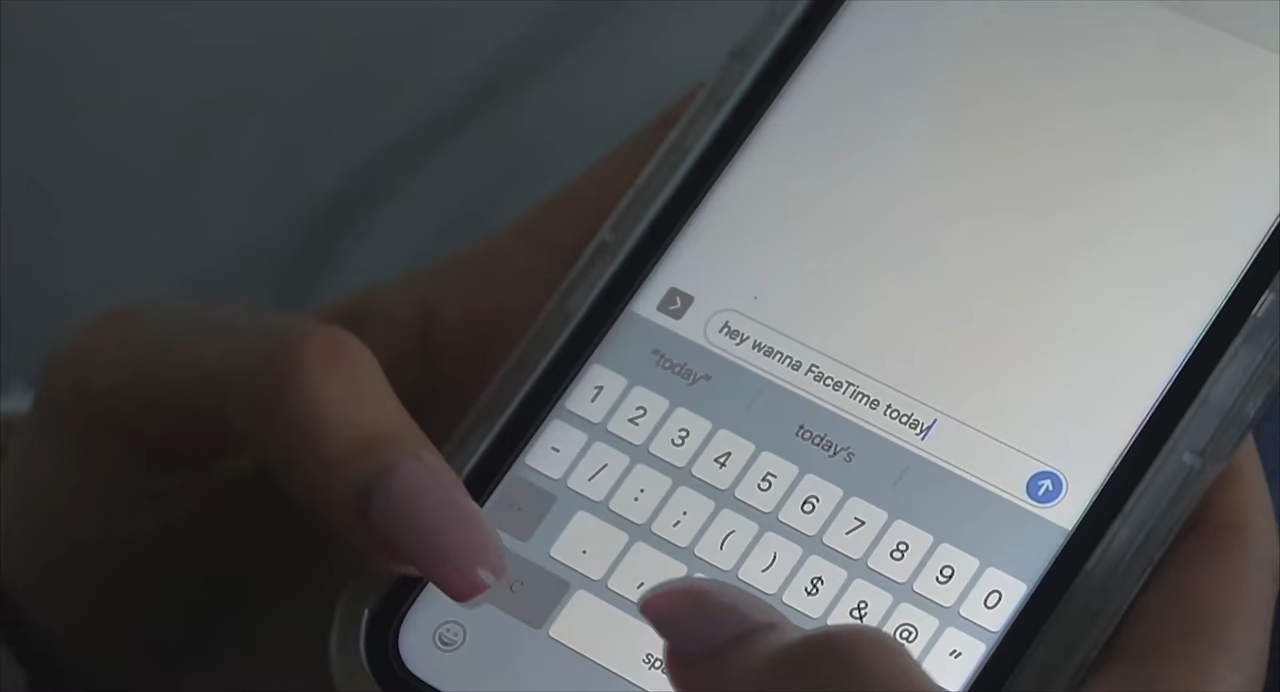 hey wanna FaceTime today
"today" today's
1 2 3 4 5 6 7 8 9 0
- / : ; ( ) $ & @ "
. ,